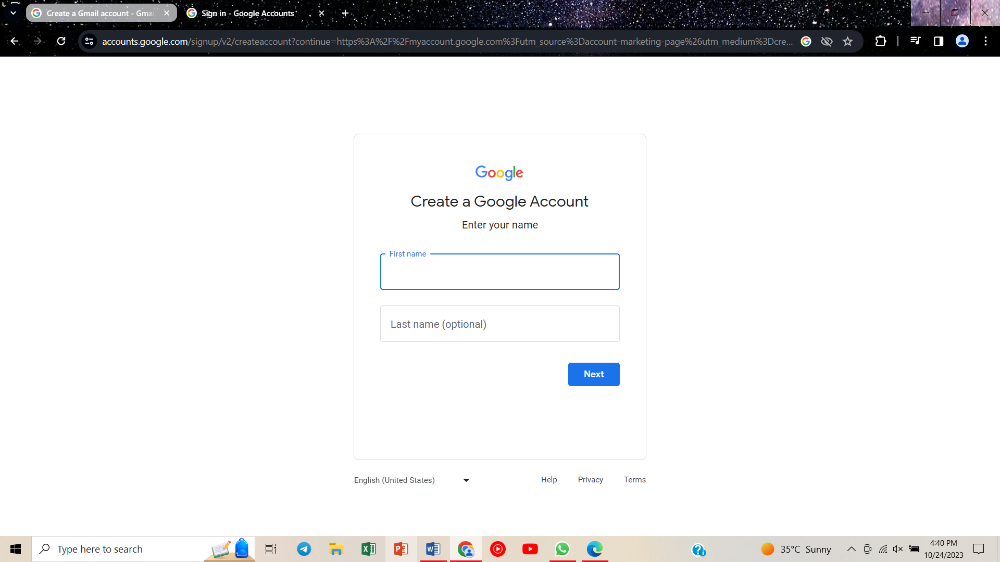 Create a Gmail account - Gmai
Sign in - Google Accounts
accounts.google.com/signup/v2/createaccount?continue=https%3A%2F%2Fmyaccount.google.com%3Futm_source%3Daccount-marketing-page%26utm_medium%3Dcre...
Google
Create a Google Account
Enter your name
First name
Last name (optional)
Next
English (United States)
Help
Privacy
Terms
Type here to search
35°C Sunny
4:40 PM
10/24/2023